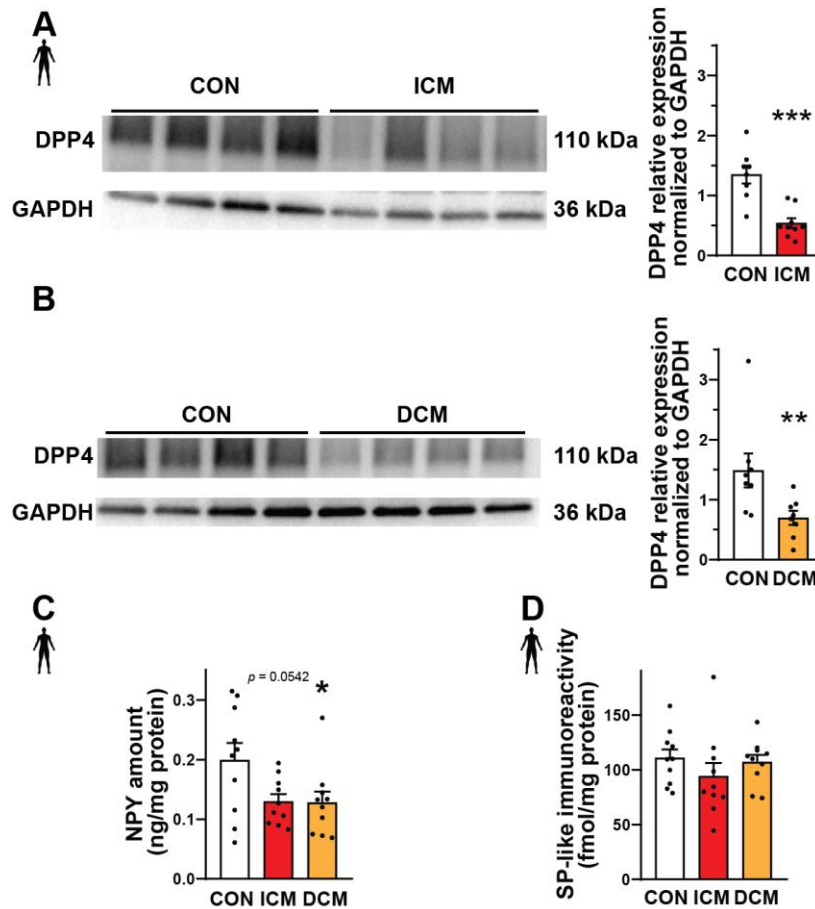 A
CON ICM
DPP4 110 kDa
GAPDH 36 kDa
DPP4 relative expression
normalized to GAPDH
3
2
1
0
***
CON ICM
B
CON DCM
DPP4 110 kDa
GAPDH 36 kDa
DPP4 relative expression
normalized to GAPDH
3
2
1
0
**
CON DCM
C
NPY amount
(ng/mg protein)
0.3
0.2
0.1
0.0
p = 0.0542
*
CON ICM DCM
D
SP-like immunoreactivity
(fmol/mg protein)
150
100
50
0
CON ICM DCM